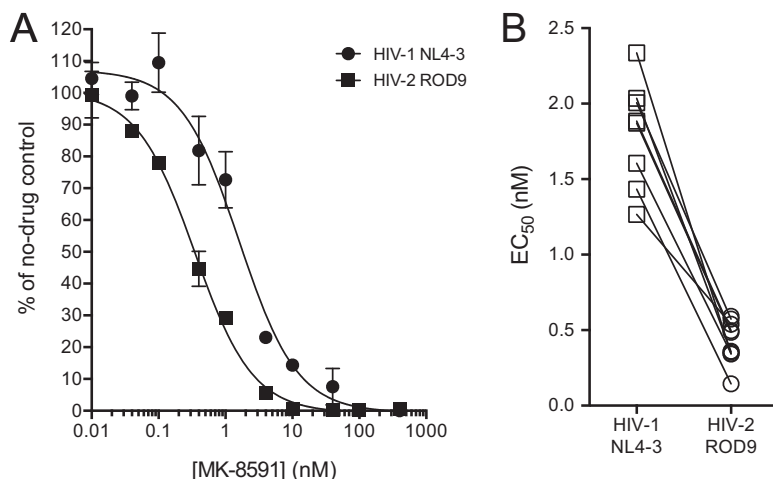 A
% of no-drug control
120
110
100
90
80
70
60
50
40
30
20
10
0
0.01 0.1 1 10 100 1000
[MK-8591] (nM)
HIV-1 NL4-3
HIV-2 ROD9
B
EC50 (nM)
2.5
2.0
1.5
1.0
0.5
0.0
HIV-1 HIV-2
NL4-3 ROD9